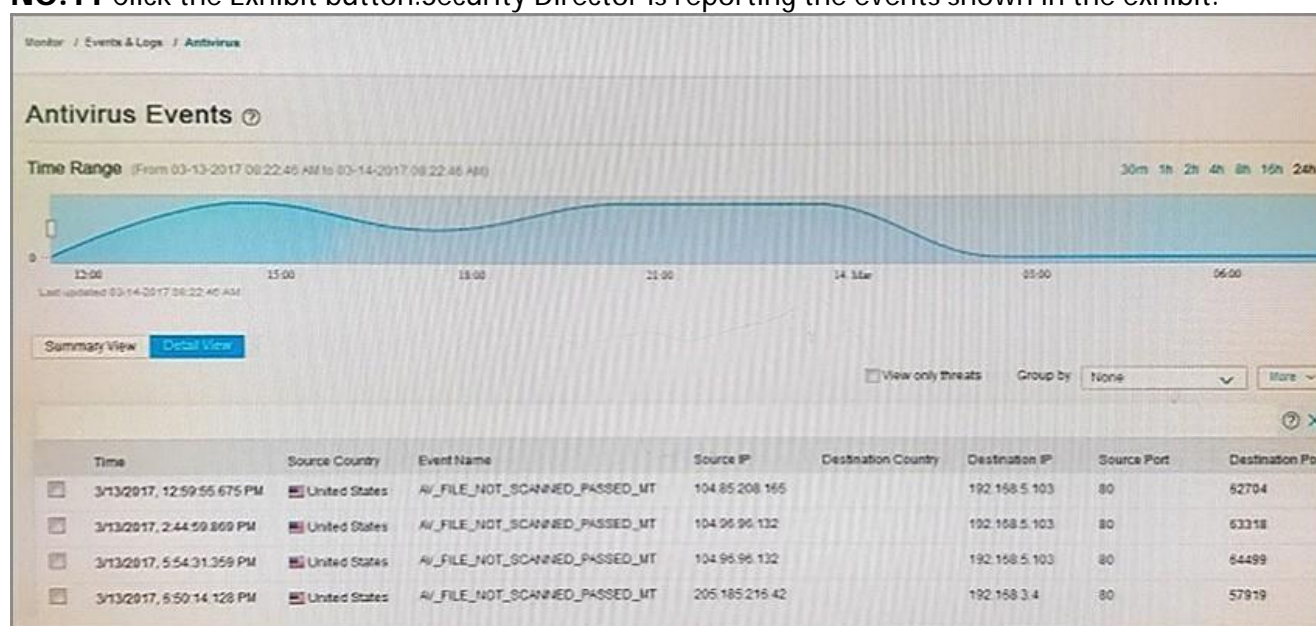 NO: 11 Click the Exhibit button.Security Director is reporting the events shown in the exhibit.
Monitor / Events & Logs / Antivirus
Antivirus Events ?
Time Range (From 03-13-2017 08:22:46 AM to 03-14-2017 08:22:46 AM)
30m 1h 2h 4h 8h 16h 24h
0
12:00 15:00 18:00 21:00 14. Mar 03:00 06:00
Last updated 03-14-2017 08:22:46 AM
Summary View Detail View
View only threats Group by None More
Time Source Country Event Name Source IP Destination Country Destination IP Source Port Destination Po
3/13/2017, 12:59:55.675 PM United States AV_FILE_NOT_SCANNED_PASSED_MT 104.85.208.165 192.168.5.103 80 62704
3/13/2017, 2:44:59.869 PM United States AV_FILE_NOT_SCANNED_PASSED_MT 104.96.96.132 192.168.5.103 80 63318
3/13/2017, 5:54:31.359 PM United States AV_FILE_NOT_SCANNED_PASSED_MT 104.96.96.132 192.168.5.103 80 64499
3/13/2017, 6:50:14.128 PM United States AV_FILE_NOT_SCANNED_PASSED_MT 205.185.216.42 192.168.3.4 80 57919